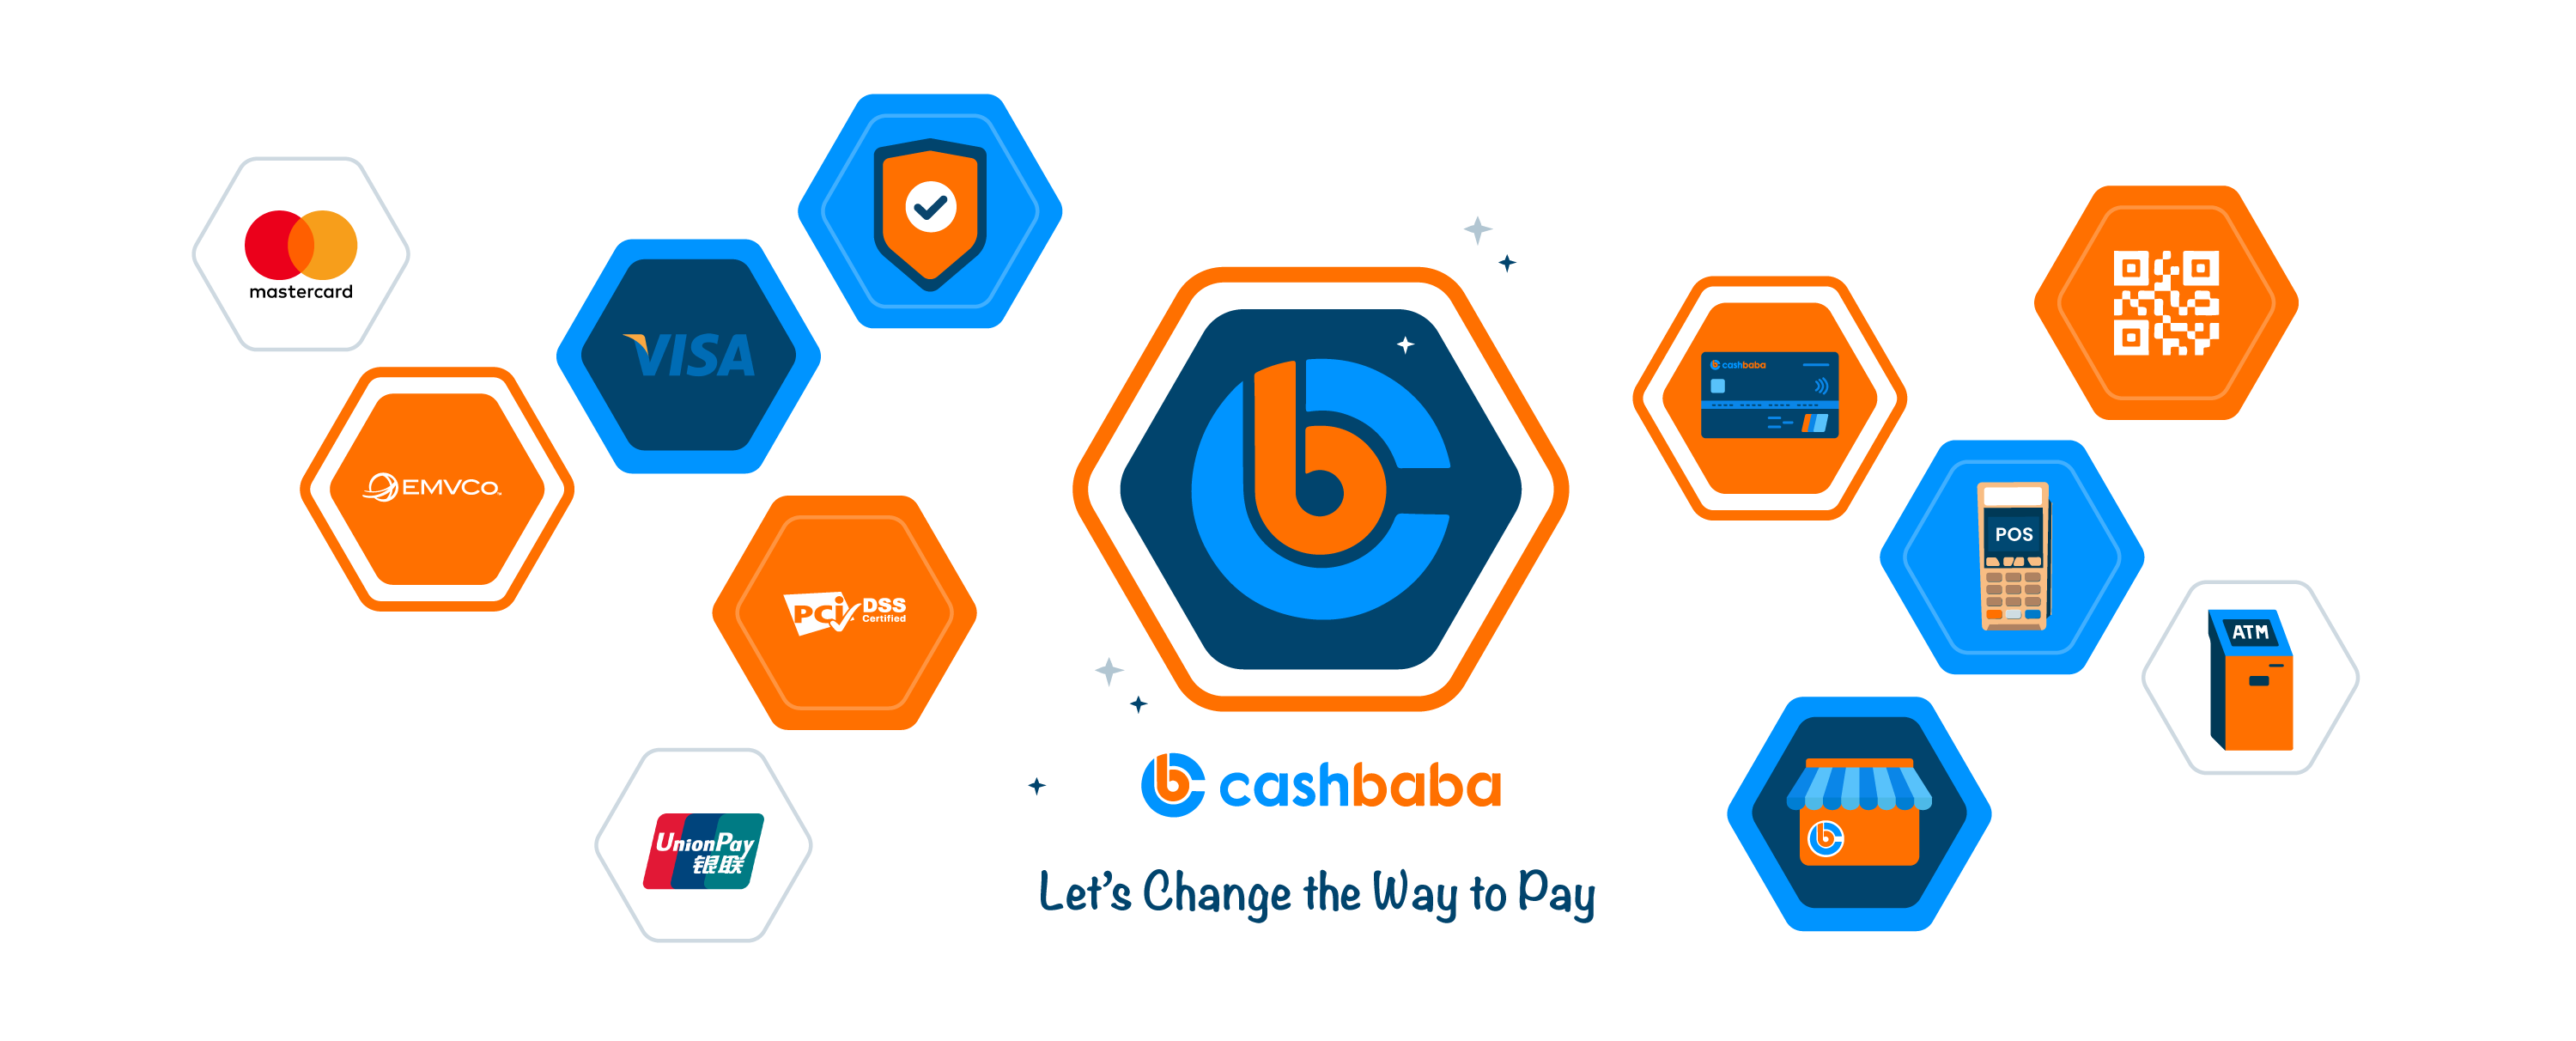 mastercard
VISA
EMVCo
PCI DSS
Certified
UnionPay
银联
cashbaba
Let's Change the Way to Pay
cashbaba
POS
ATM